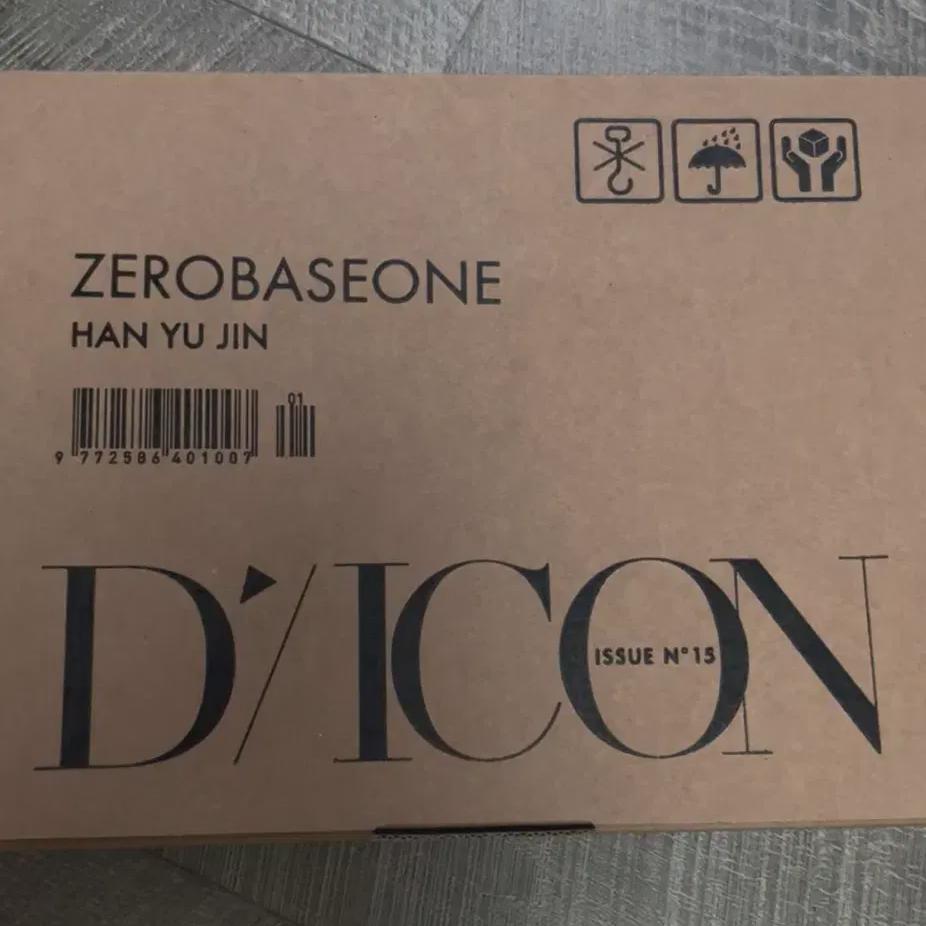 ZEROBASEONE
HAN YU JIN
01
9 772586 401007
D'/ICON
ISSUE N°15